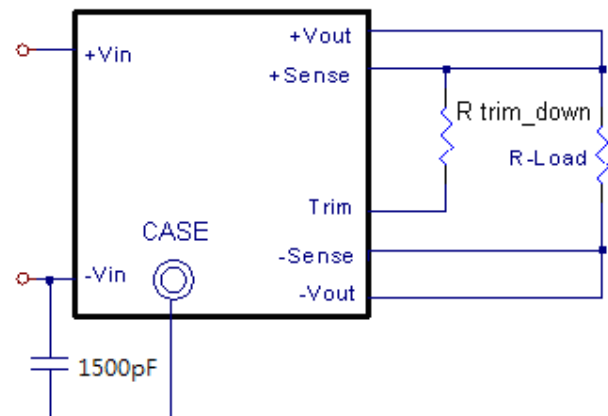 +Vout
+Vin
+Sense
R trim_down
R-Load
Trim
CASE
-Sense
-Vin
-Vout
1500pF